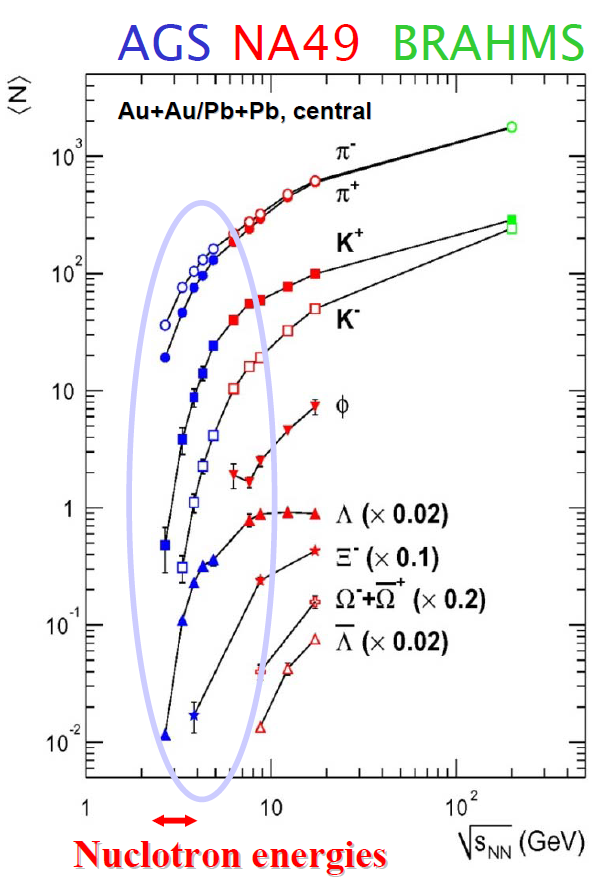 AGS NA49 BRAHMS
⟨N⟩
Au+Au/Pb+Pb, central
π⁻
10³
π⁺
K⁺
10²
K⁻
10
ϕ
1
Λ (× 0.02)
Ξ⁻ (× 0.1)
Ω⁻+Ω̅⁺ (× 0.2)
10⁻¹
Λ̅ (× 0.02)
10⁻²
1 10 10²
√sNN (GeV)
Nuclotron energies